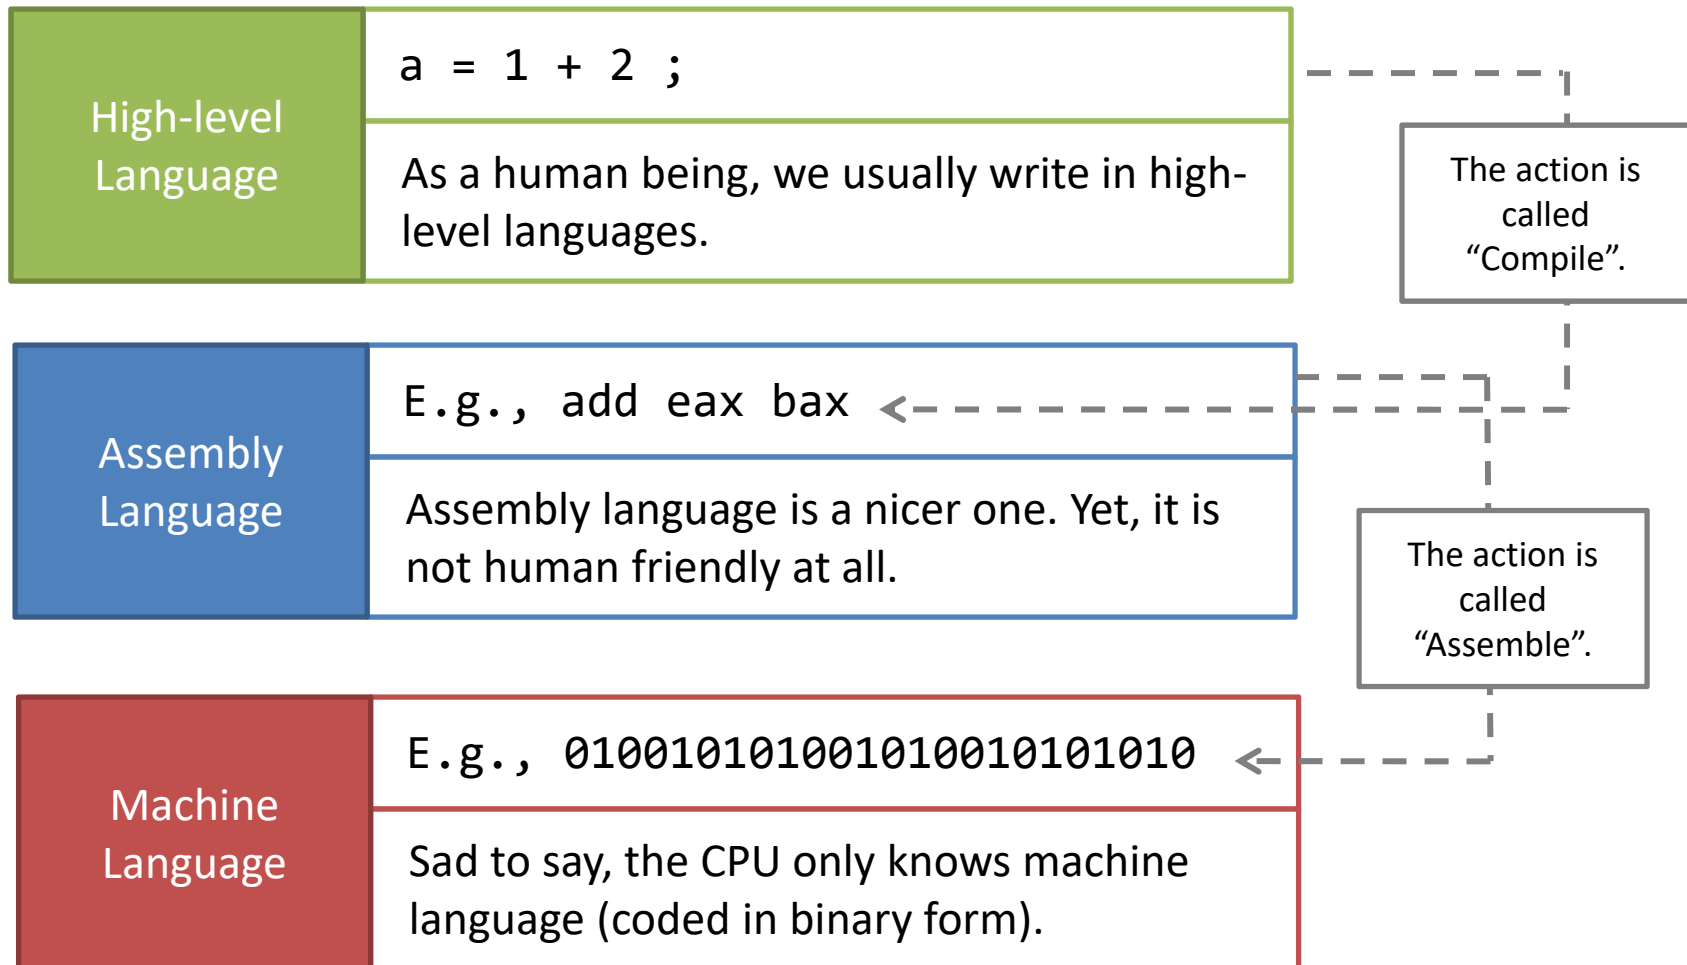 High-level
Language
a = 1 + 2 ;
As a human being, we usually write in high-
level languages.
The action is
called
“Compile”.
Assembly
Language
E.g., add eax bax
Assembly language is a nicer one. Yet, it is
not human friendly at all.
The action is
called
“Assemble”.
Machine
Language
E.g., 010010101001010010101010
Sad to say, the CPU only knows machine
language (coded in binary form).